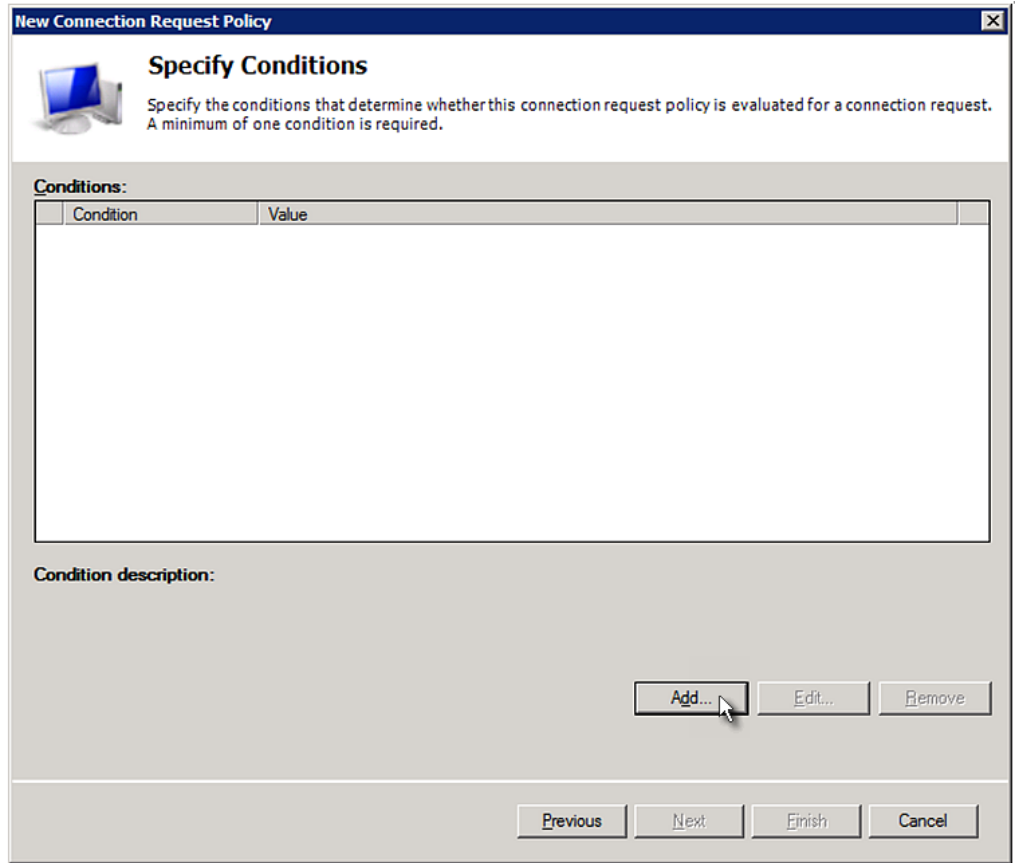 New Connection Request Policy
Specify Conditions
Specify the conditions that determine whether this connection request policy is evaluated for a connection request.
A minimum of one condition is required.
Conditions:
Condition Value
Condition description:
Add... Edit... Remove
Previous Next Finish Cancel